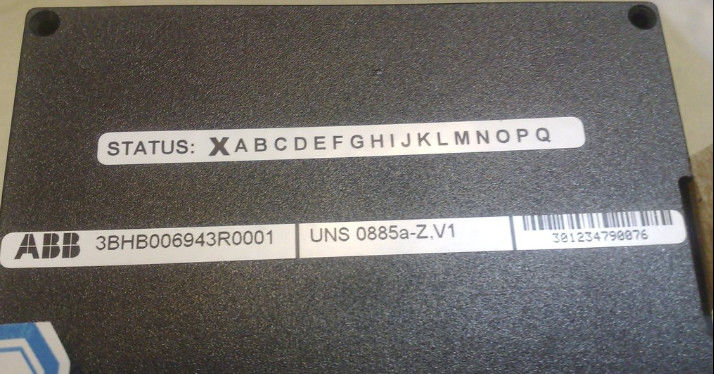 STATUS: X A B C D E F G H I J K L M N O P Q
ABB 3BHB006943R0001 UNS 0885a-Z,V1 301234790076